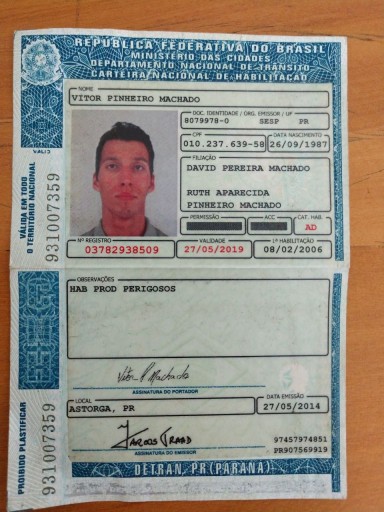 REPÚBLICA FEDERATIVA DO BRASIL
MINISTÉRIO DAS CIDADES
DEPARTAMENTO NACIONAL DE TRÂNSITO
CARTEIRA NACIONAL DE HABILITAÇÃO
NOME
VITOR PINHEIRO MACHADO
DOC. IDENTIDADE / ORG. EMISSOR / UF
8079978-0 SESP PR
CPF DATA NASCIMENTO
010.237.639-58 26/09/1987
FILIAÇÃO
DAVID PEREIRA MACHADO
RUTH APARECIDA
PINHEIRO MACHADO
PERMISSÃO ACC CAT. HAB.
AD
Nº REGISTRO VALIDADE 1ª HABILITAÇÃO
03782938509 27/05/2019 08/02/2006
VÁLIDA EM TODO
O TERRITÓRIO NACIONAL
931007359
OBSERVAÇÕES
HAB PROD PERIGOSOS
Vitor P Machado
ASSINATURA DO PORTADOR
LOCAL DATA EMISSÃO
ASTORGA, PR 27/05/2014
97457974851
PR907569919
ASSINATURA DO EMISSOR
PROIBIDO PLASTIFICAR
931007359
DETRAN, PR (PARANÁ)